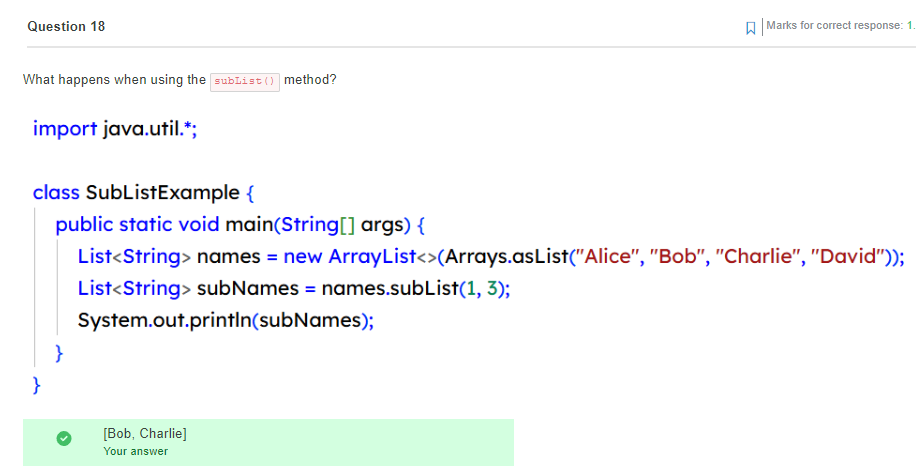 Question 18
Marks for correct response: 1.
What happens when using the subList() method?
import java.util.*;
class SubListExample {
public static void main(String[] args) {
List<String> names = new ArrayList<>(Arrays.asList("Alice", "Bob", "Charlie", "David"));
List<String> subNames = names.subList(1, 3);
System.out.println(subNames);
}
}
[Bob, Charlie]
Your answer